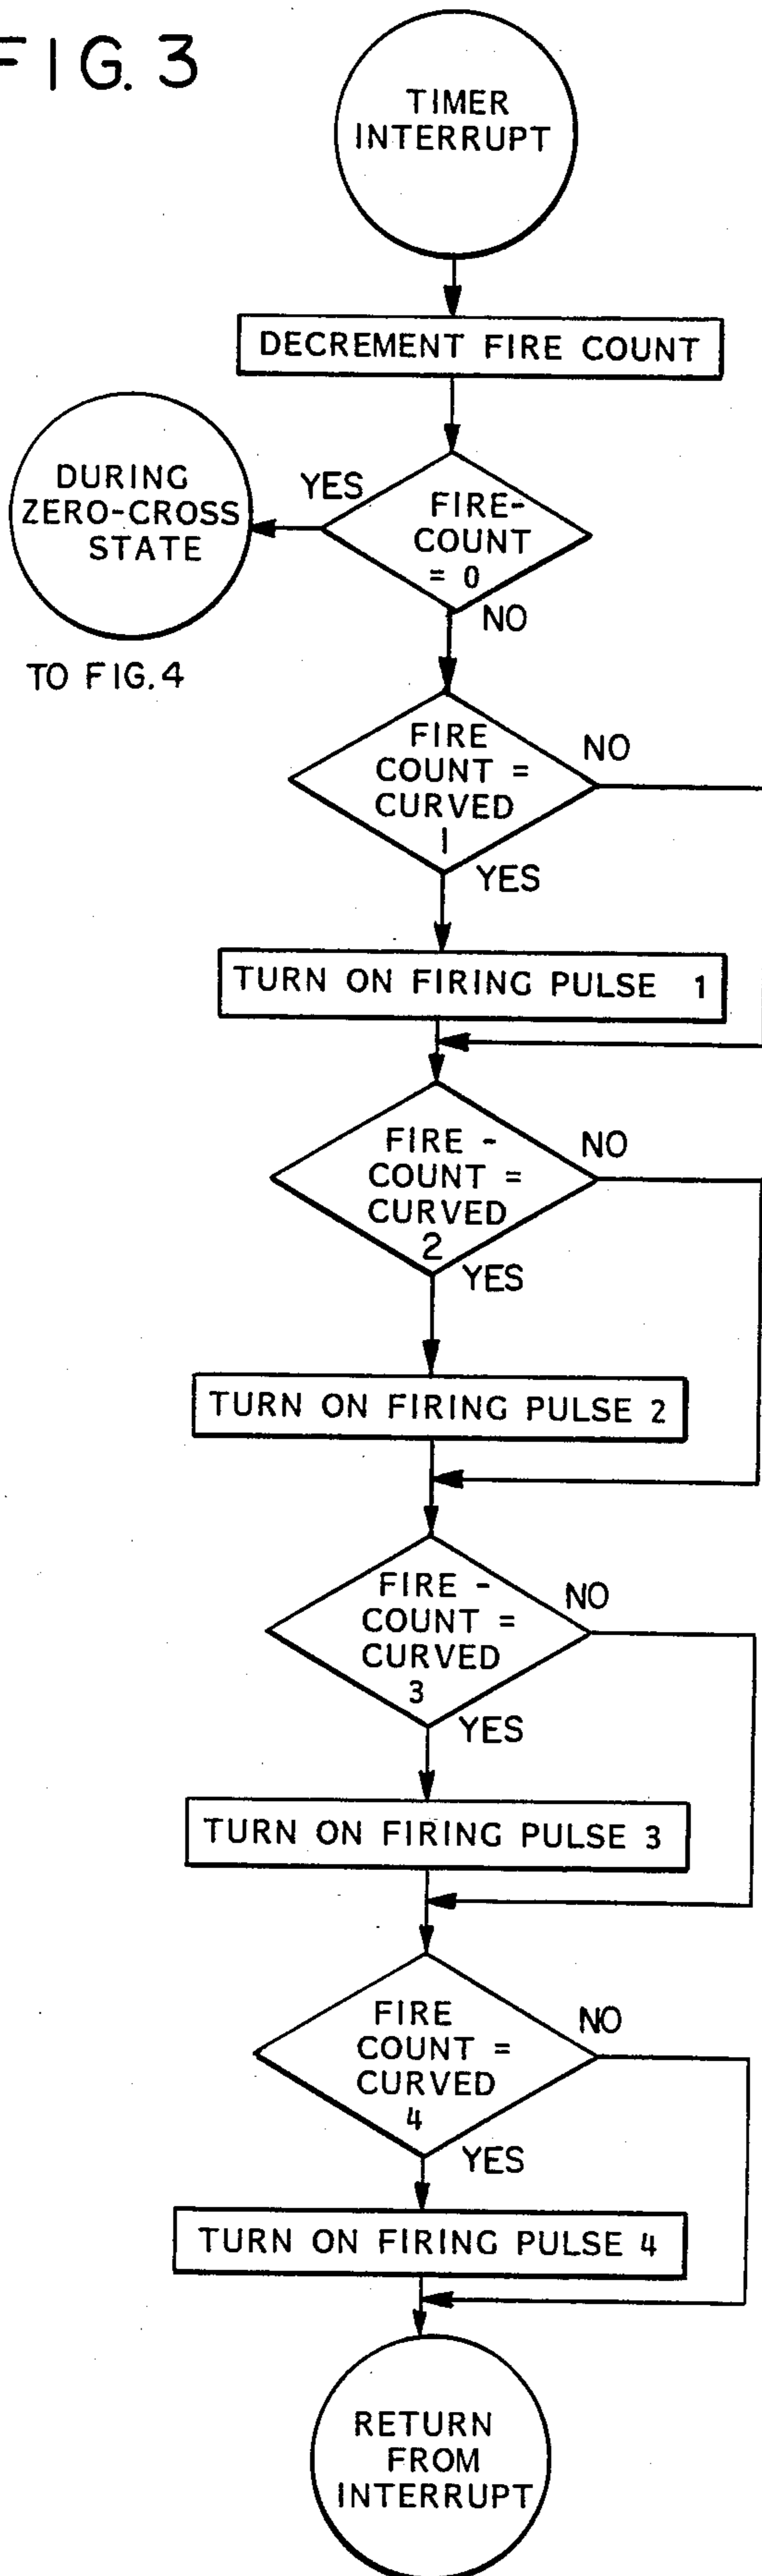 FIG. 3
TIMER
INTERRUPT
DECREMENT FIRE COUNT
DURING
ZERO-CROSS
STATE
YES
FIRE-
COUNT
= 0
NO
TO FIG. 4
FIRE
COUNT =
CURVED
1
NO
YES
TURN ON FIRING PULSE 1
FIRE -
COUNT =
CURVED
2
NO
YES
TURN ON FIRING PULSE 2
FIRE -
COUNT =
CURVED
3
NO
YES
TURN ON FIRING PULSE 3
FIRE
COUNT =
CURVED
4
NO
YES
TURN ON FIRING PULSE 4
RETURN
FROM
INTERRUPT